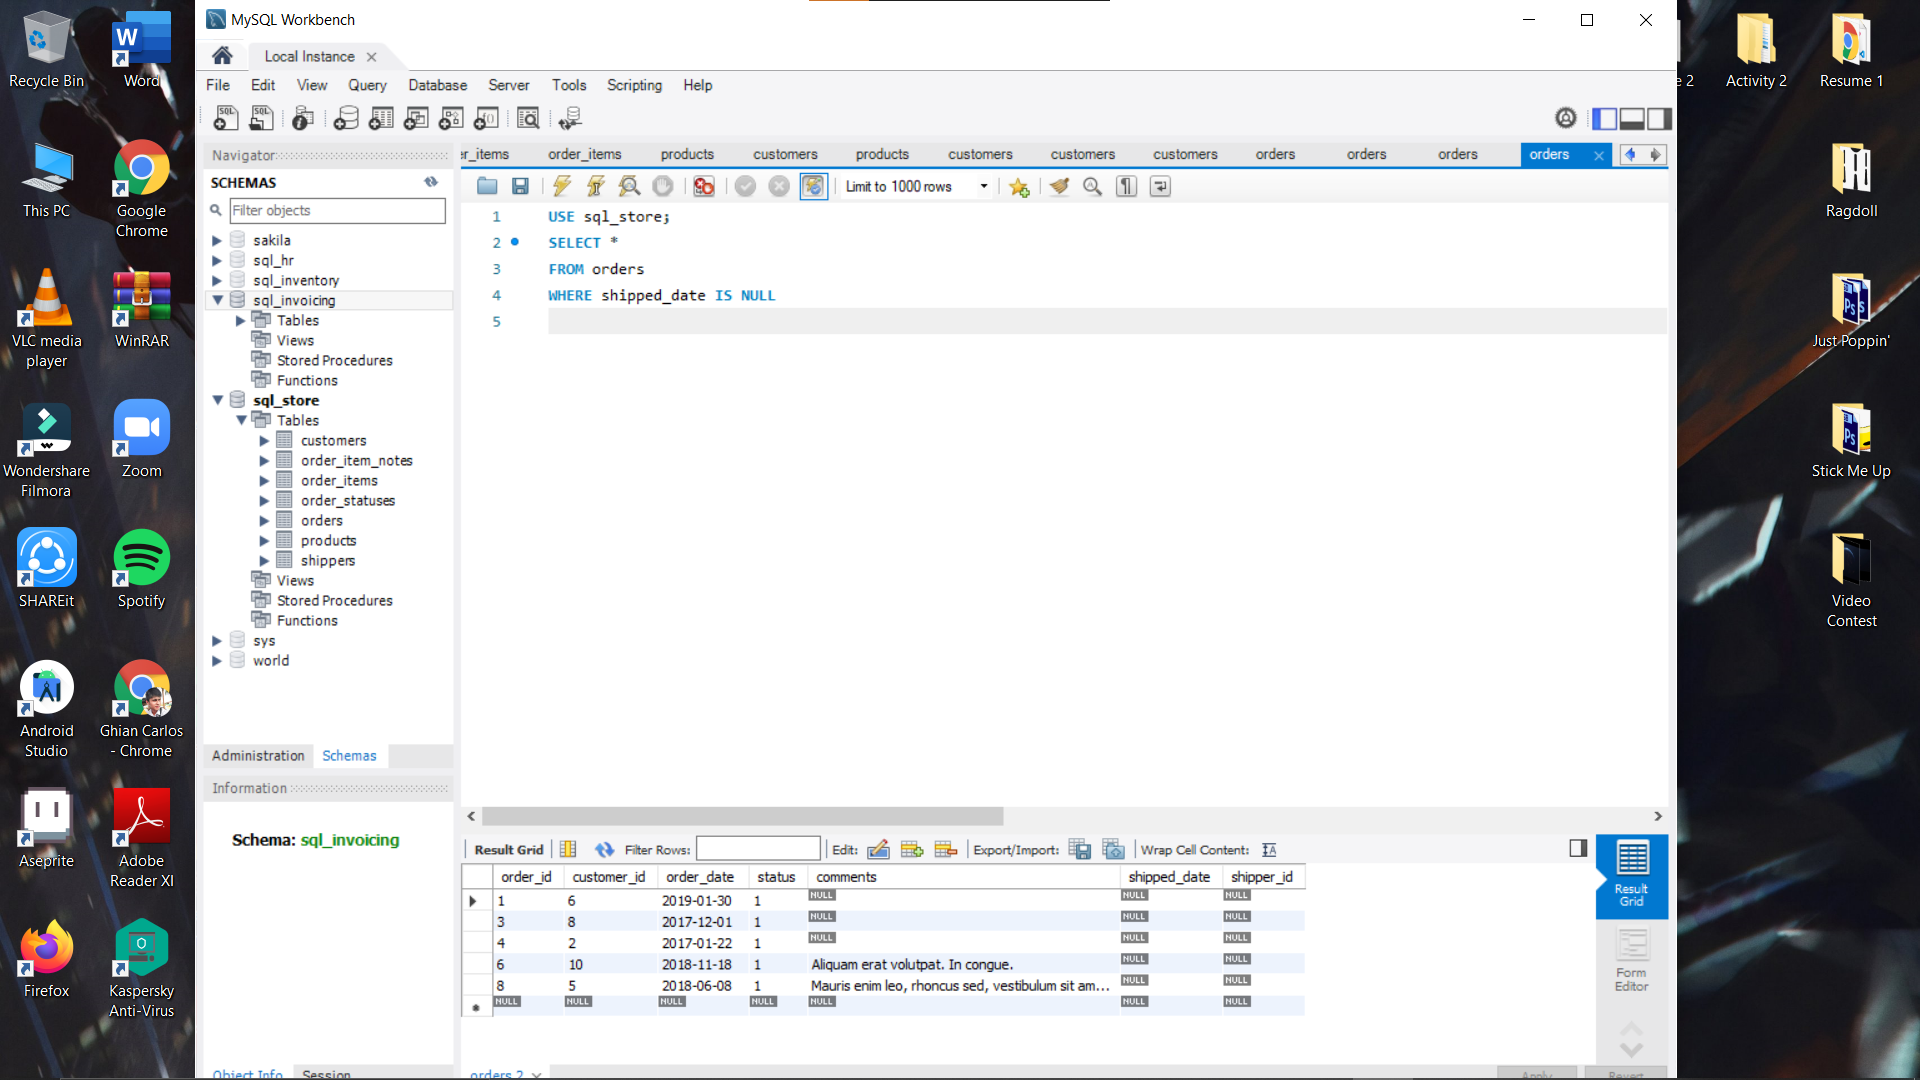 MySQL Workbench
Local Instance
File Edit View Query Database Server Tools Scripting Help
Navigator
SCHEMAS
Filter objects
sakila
sql_hr
sql_inventory
sql_invoicing
Tables
Views
Stored Procedures
Functions
sql_store
Tables
customers
order_item_notes
order_items
order_statuses
orders
products
shippers
Views
Stored Procedures
Functions
sys
world
Administration Schemas
Information
Schema: sql_invoicing
Object Info Session
er_items order_items products customers products customers customers customers orders orders orders orders
Limit to 1000 rows
1 USE sql_store;
2 SELECT *
3 FROM orders
4 WHERE shipped_date IS NULL
5
Result Grid Filter Rows: Edit: Export/Import: Wrap Cell Content:
order_id customer_id order_date status comments shipped_date shipper_id
1 6 2019-01-30 1 NULL NULL NULL
3 8 2017-12-01 1 NULL NULL NULL
4 2 2017-01-22 1 NULL NULL NULL
6 10 2018-11-18 1 Aliquam erat volutpat. In congue. NULL NULL
8 5 2018-06-08 1 Mauris enim leo, rhoncus sed, vestibulum sit am... NULL NULL
NULL NULL NULL NULL NULL NULL NULL
Result
Grid
Form
Editor
orders 2
Apply Revert
Recycle Bin
Word
This PC
Google
Chrome
VLC media
player
WinRAR
Wondershare
Filmora
Zoom
SHAREit
Spotify
Android
Studio
Ghian Carlos
- Chrome
Aseprite
Adobe
Reader XI
Firefox
Kaspersky
Anti-Virus
e 2
Activity 2
Resume 1
Ragdoll
Just Poppin'
Stick Me Up
Video
Contest